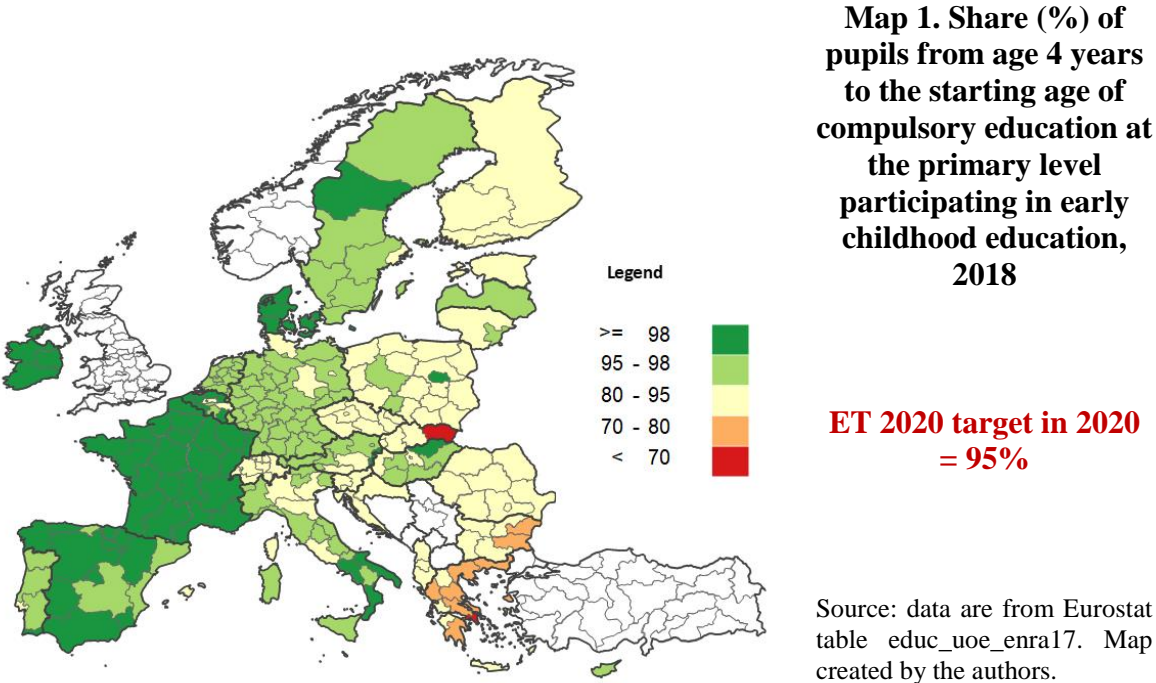 Map 1. Share (%) of
pupils from age 4 years
to the starting age of
compulsory education at
the primary level
participating in early
childhood education,
2018
Legend
>= 98
95 - 98
80 - 95
70 - 80
< 70
ET 2020 target in 2020
= 95%
Source: data are from Eurostat
table educ_uoe_enra17. Map
created by the authors.